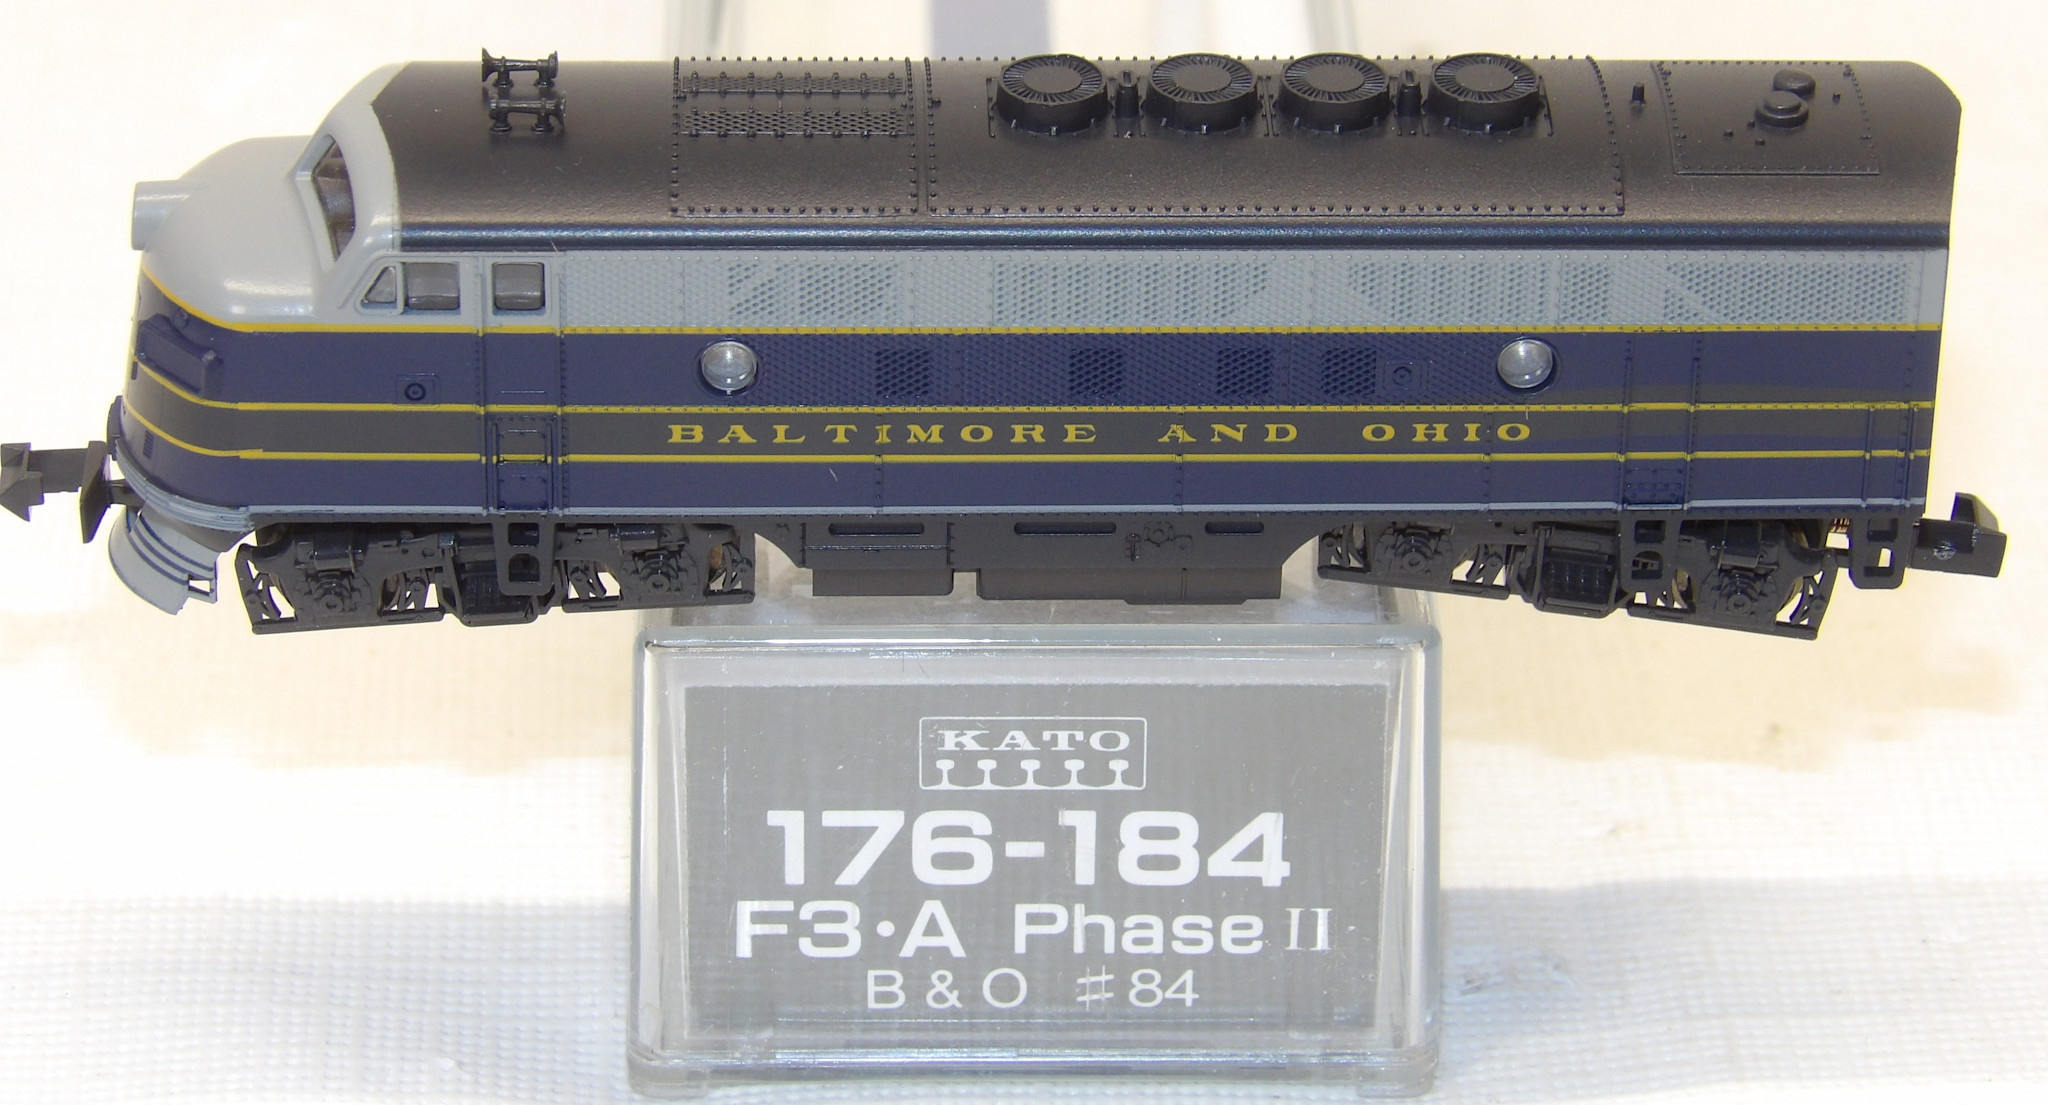 BALTIMORE AND OHIO
KATO
176-184
F3·A Phase II
B & O #84